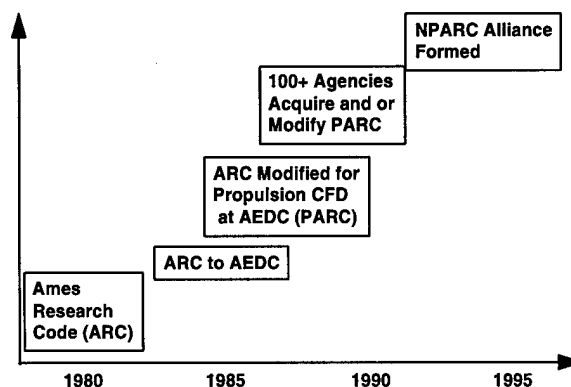 NPARC Alliance
Formed
100+ Agencies
Acquire and or
Modify PARC
ARC Modified for
Propulsion CFD
at AEDC (PARC)
ARC to AEDC
Ames
Research
Code (ARC)
1980 1985 1990 1995